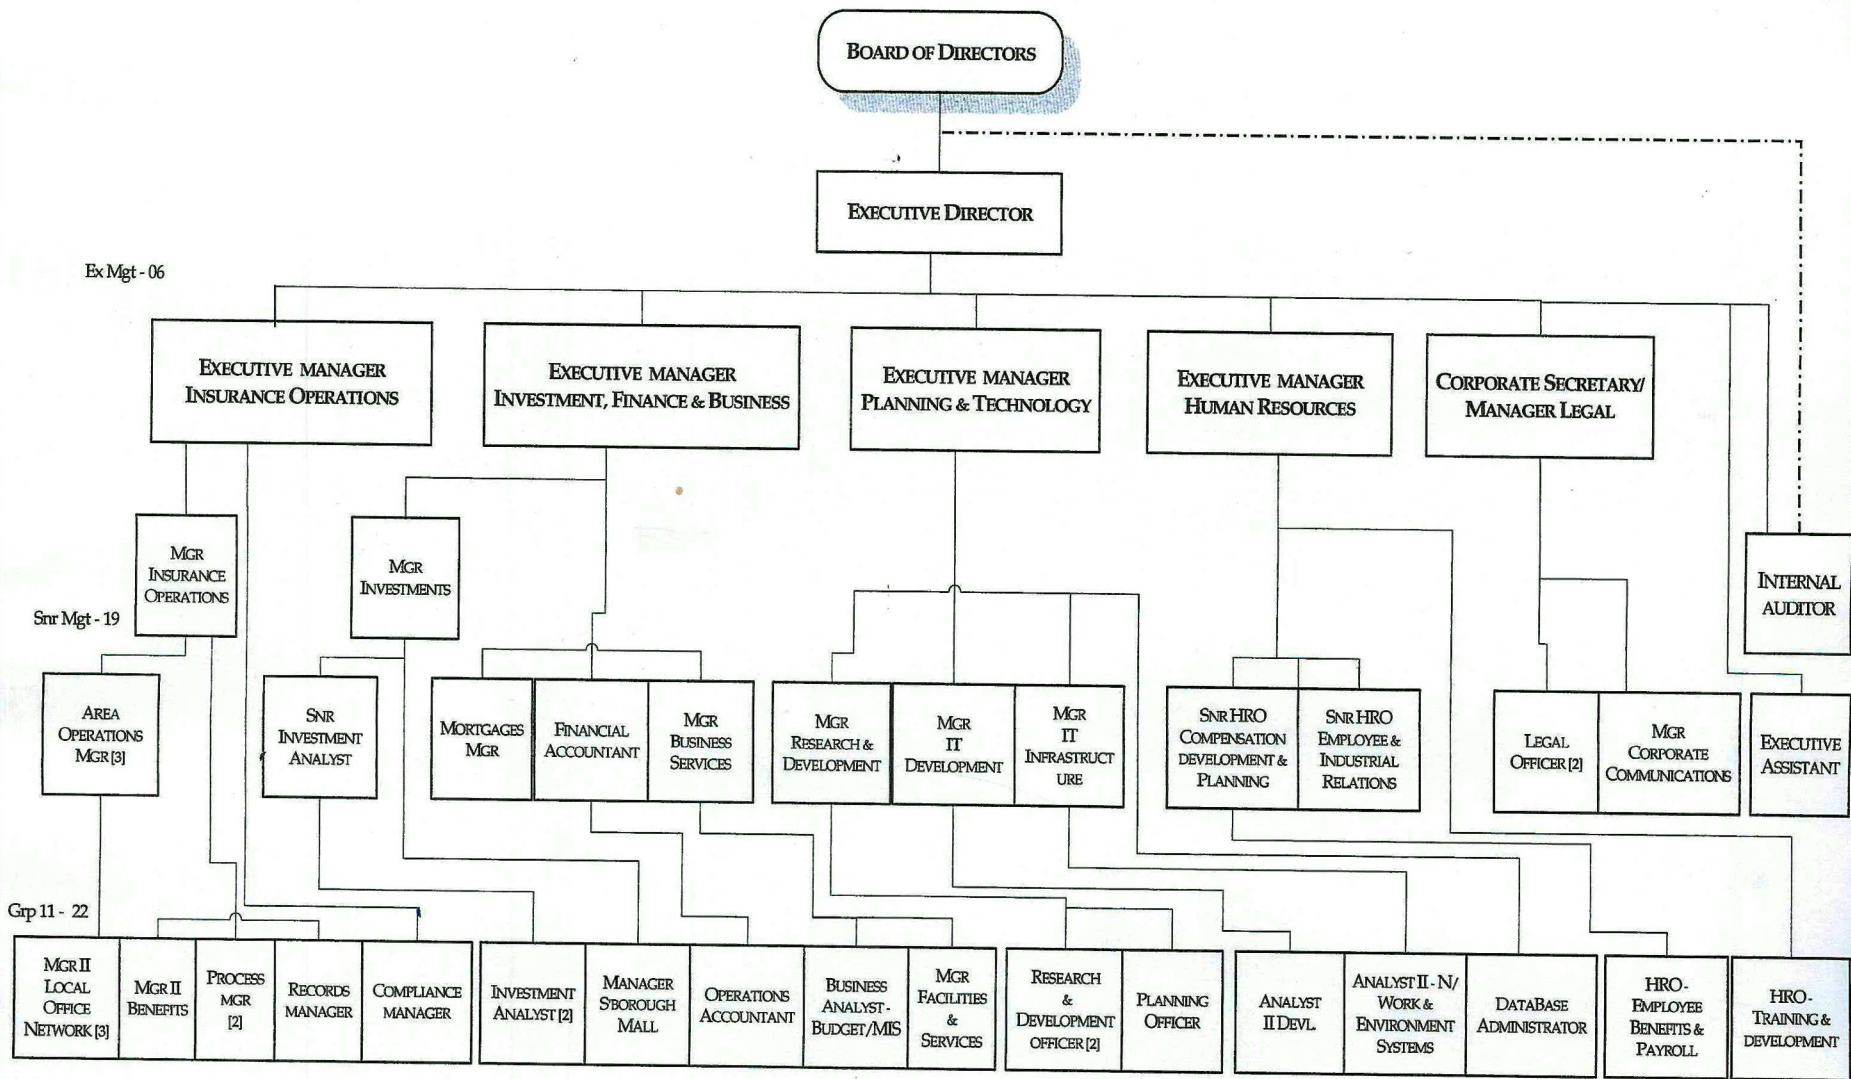 BOARD OF DIRECTORS
EXECUTIVE DIRECTOR
Ex Mgt - 06
EXECUTIVE MANAGER
INSURANCE OPERATIONS
EXECUTIVE MANAGER
INVESTMENT, FINANCE & BUSINESS
EXECUTIVE MANAGER
PLANNING & TECHNOLOGY
EXECUTIVE MANAGER
HUMAN RESOURCES
CORPORATE SECRETARY/
MANAGER LEGAL
MGR
INSURANCE
OPERATIONS
MGR
INVESTMENTS
INTERNAL
AUDITOR
Snr Mgt - 19
AREA
OPERATIONS
MGR [3]
SNR
INVESTMENT
ANALYST
MORTGAGES
MGR
FINANCIAL
ACCOUNTANT
MGR
BUSINESS
SERVICES
MGR
RESEARCH &
DEVELOPMENT
MGR
IT
DEVELOPMENT
MGR
IT
INFRASTRUCT
URE
SNR HRO
COMPENSATION
DEVELOPMENT &
PLANNING
SNR HRO
EMPLOYEE &
INDUSTRIAL
RELATIONS
LEGAL
OFFICER [2]
MGR
CORPORATE
COMMUNICATIONS
EXECUTIVE
ASSISTANT
Grp 11 - 22
MGR II
LOCAL
OFFICE
NETWORK [3]
MGR II
BENEFITS
PROCESS
MGR
[2]
RECORDS
MANAGER
COMPLIANCE
MANAGER
INVESTMENT
ANALYST [2]
MANAGER
S'BOROUGH
MALL
OPERATIONS
ACCOUNTANT
BUSINESS
ANALYST -
BUDGET/MIS
MGR
FACILITIES
&
SERVICES
RESEARCH
&
DEVELOPMENT
OFFICER [2]
PLANNING
OFFICER
ANALYST
II DEVL.
ANALYST II - N/
WORK &
ENVIRONMENT
SYSTEMS
DATABASE
ADMINISTRATOR
HRO -
EMPLOYEE
BENEFITS &
PAYROLL
HRO -
TRAINING &
DEVELOPMENT